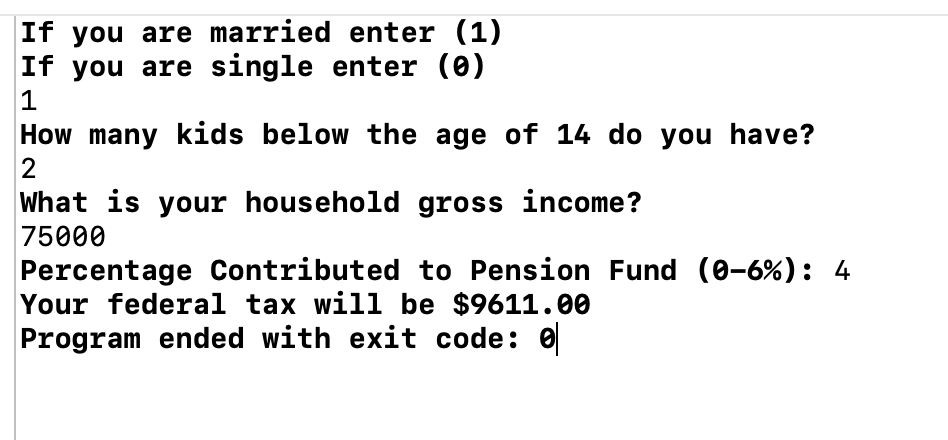 If you are married enter (1)
If you are single enter (0)
1
How many kids below the age of 14 do you have?
2
What is your household gross income?
75000
Percentage Contributed to Pension Fund (0-6%): 4
Your federal tax will be $9611.00
Program ended with exit code: 0